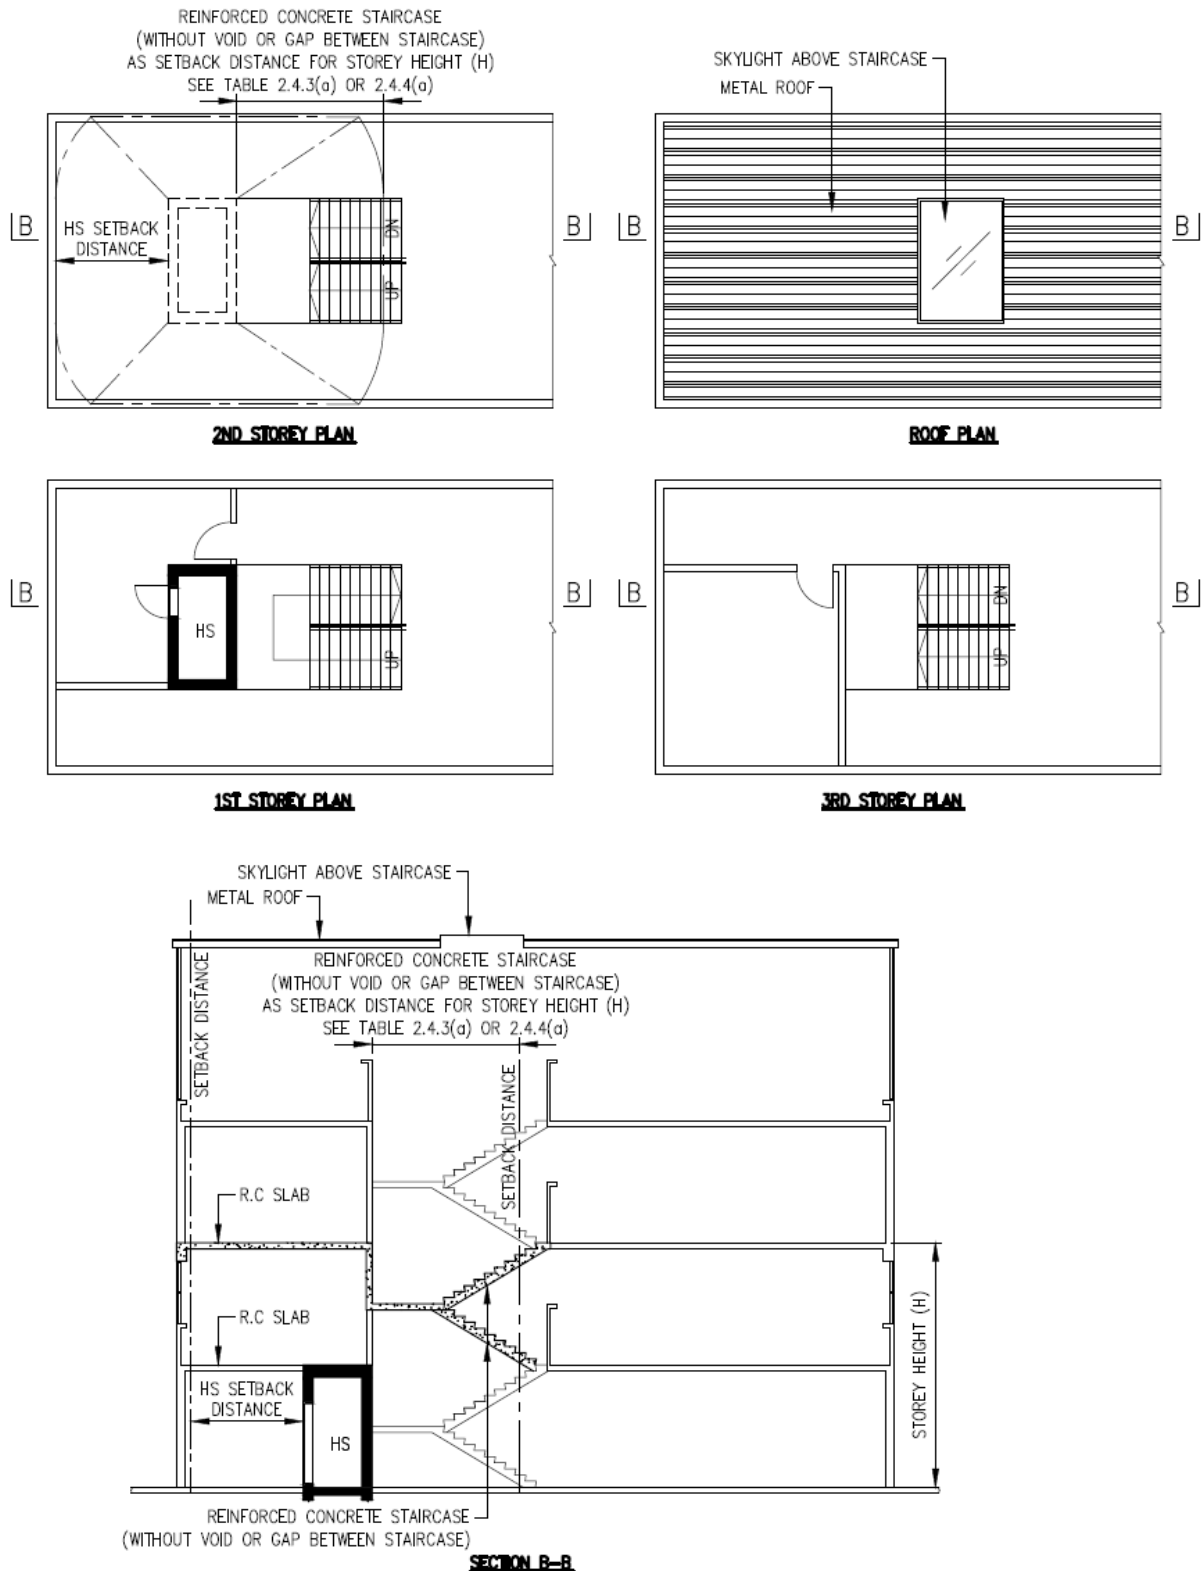 REINFORCED CONCRETE STAIRCASE
(WITHOUT VOID OR GAP BETWEEN STAIRCASE)
AS SETBACK DISTANCE FOR STOREY HEIGHT (H)
SEE TABLE 2.4.3(a) OR 2.4.4(a)
B
HS SETBACK
DISTANCE
DN
UP
B
2ND STOREY PLAN
SKYLIGHT ABOVE STAIRCASE
METAL ROOF
B
B
ROOF PLAN
B
HS
UP
B
1ST STOREY PLAN
B
DN
UP
B
3RD STOREY PLAN
SKYLIGHT ABOVE STAIRCASE
METAL ROOF
SETBACK DISTANCE
REINFORCED CONCRETE STAIRCASE
(WITHOUT VOID OR GAP BETWEEN STAIRCASE)
AS SETBACK DISTANCE FOR STOREY HEIGHT (H)
SEE TABLE 2.4.3(a) OR 2.4.4(a)
SETBACK DISTANCE
R.C SLAB
R.C SLAB
HS SETBACK
DISTANCE
HS
STOREY HEIGHT (H)
REINFORCED CONCRETE STAIRCASE
(WITHOUT VOID OR GAP BETWEEN STAIRCASE)
SECTION B-B